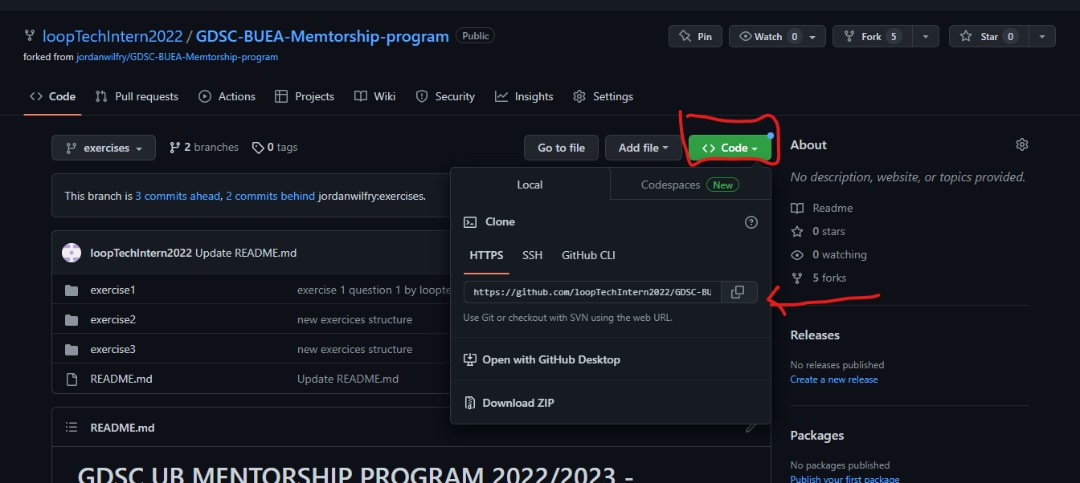 loopTechIntern2022 / GDSC-BUEA-Memtorship-program Public
forked from jordanwilfry/GDSC-BUEA-Memtorship-program
Pin
Watch 0
Fork 5
Star 0
Code
Pull requests
Actions
Projects
Wiki
Security
Insights
Settings
exercises
2 branches
0 tags
Go to file
Add file
Code
This branch is 3 commits ahead, 2 commits behind jordanwilfry:exercises.
loopTechIntern2022 Update README.md
exercise1 exercise 1 question 1 by loopte
exercise2 new exercices structure
exercise3 new exercices structure
README.md Update README.md
README.md
GDSC UB MENTORSHIP PROGRAM 2022/2023 -
Local
Codespaces New
Clone
HTTPS SSH GitHub CLI
https://github.com/loopTechIntern2022/GDSC-BU
Use Git or checkout with SVN using the web URL.
Open with GitHub Desktop
Download ZIP
About
No description, website, or topics provided.
Readme
0 stars
0 watching
5 forks
Releases
No releases published
Create a new release
Packages
No packages published
Publish your first package